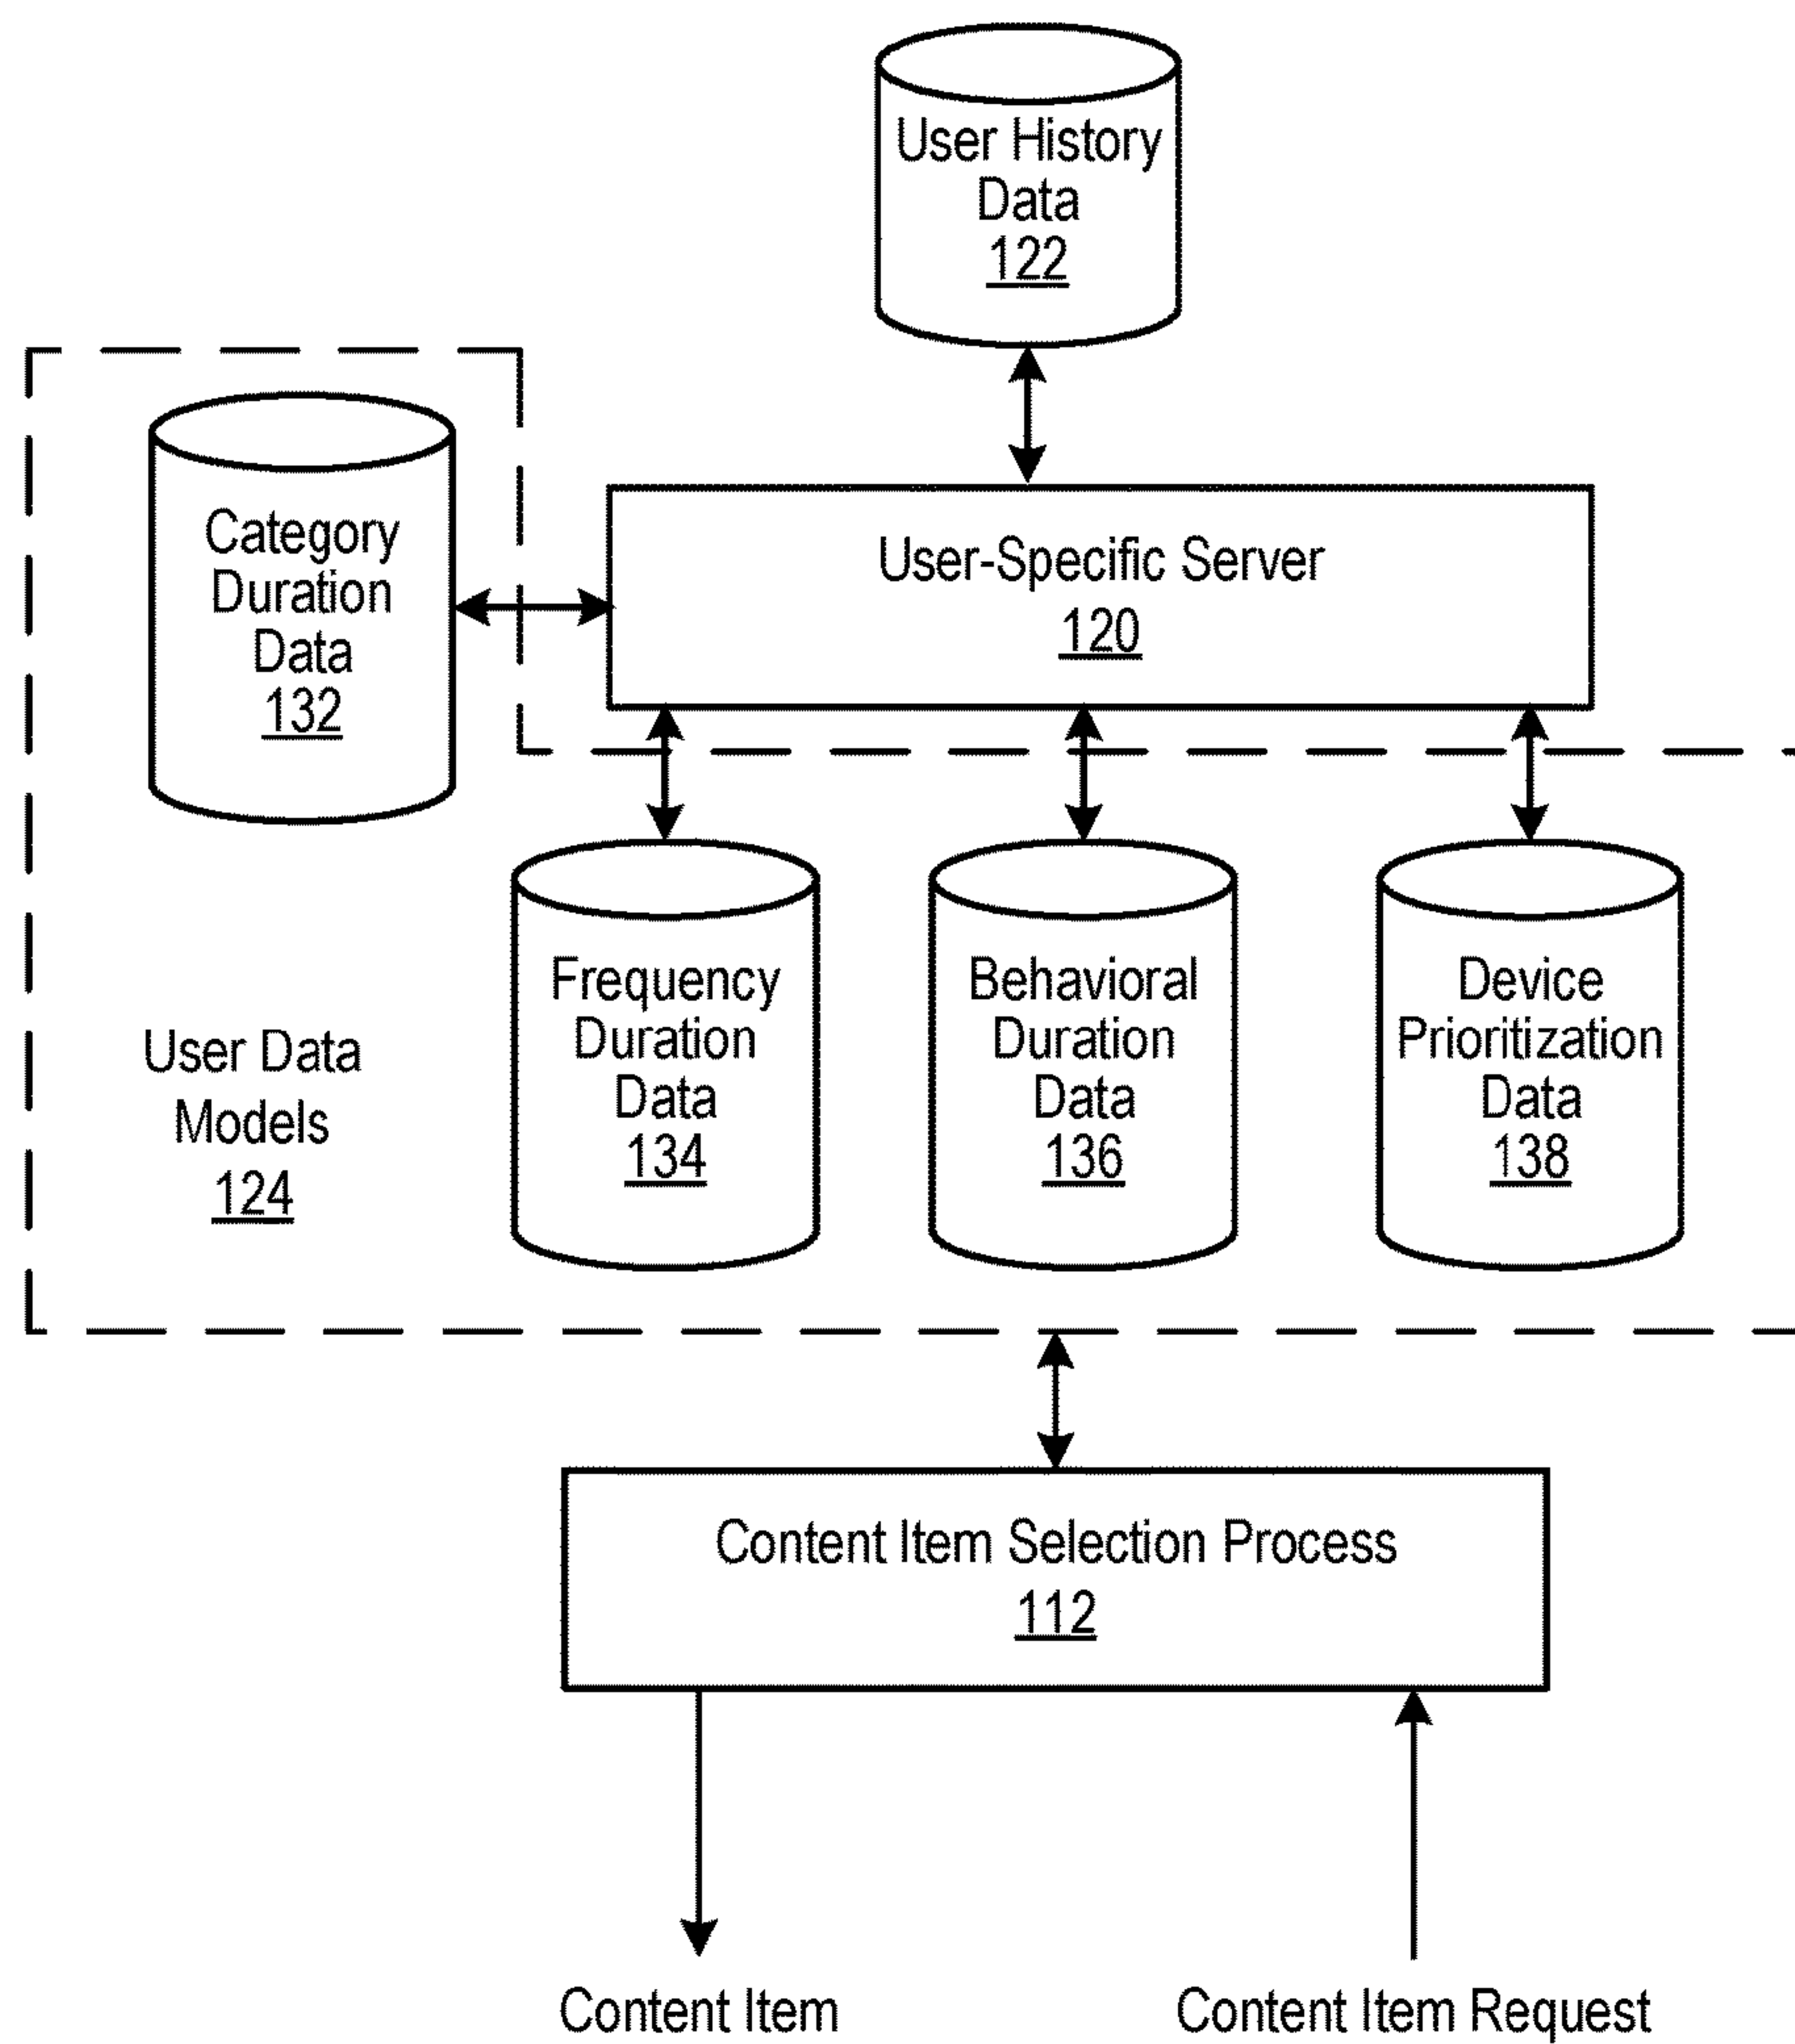 User History
Data
122
Category
Duration
Data
132
User-Specific Server
120
Frequency
Duration
Data
134
Behavioral
Duration
Data
136
Device
Prioritization
Data
138
User Data
Models
124
Content Item Selection Process
112
Content Item
Content Item Request